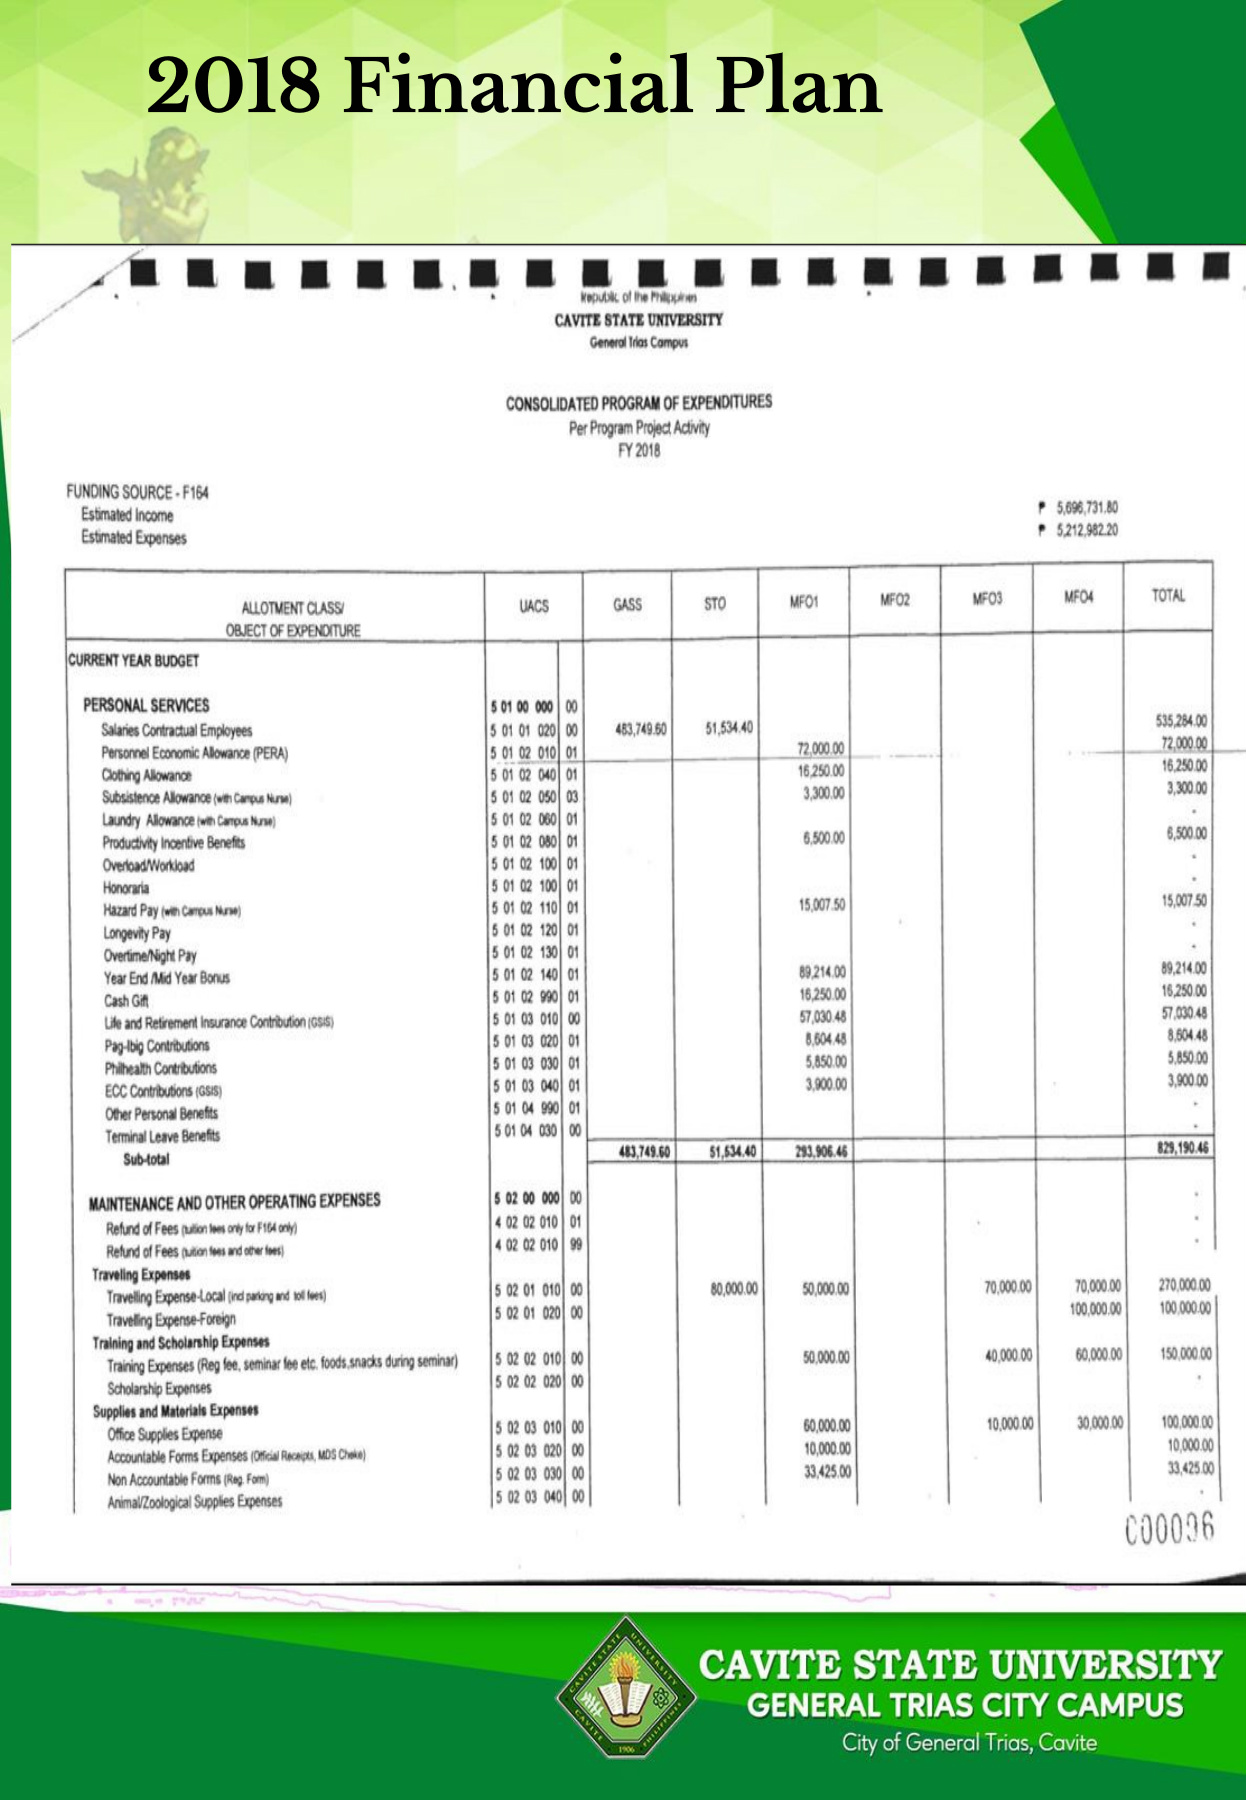 2018 Financial Plan
Republic of the Philippines
CAVITE STATE UNIVERSITY
General Trias Campus
CONSOLIDATED PROGRAM OF EXPENDITURES
Per Program Project Activity
FY 2018
FUNDING SOURCE - F164
Estimated Income ₱ 5,696,731.80
Estimated Expenses ₱ 5,212,982.20
ALLOTMENT CLASS/ OBJECT OF EXPENDITURE UACS GASS STO MFO1 MFO2 MFO3 MFO4 TOTAL
CURRENT YEAR BUDGET
PERSONAL SERVICES 5 01 00 000 00
Salaries Contractual Employees 5 01 01 020 00 483,749.60 51,534.40 535,284.00
Personnel Economic Allowance (PERA) 5 01 02 010 01 72,000.00 72,000.00
Clothing Allowance 5 01 02 040 01 16,250.00 16,250.00
Subsistence Allowance (with Campus Nurse) 5 01 02 050 03 3,300.00 3,300.00
Laundry Allowance (with Campus Nurse) 5 01 02 060 01 -
Productivity Incentive Benefits 5 01 02 080 01 6,500.00 6,500.00
Overload/Workload 5 01 02 100 01 -
Honoraria 5 01 02 100 01 -
Hazard Pay (with Campus Nurse) 5 01 02 110 01 15,007.50 15,007.50
Longevity Pay 5 01 02 120 01 -
Overtime/Night Pay 5 01 02 130 01 -
Year End /Mid Year Bonus 5 01 02 140 01 89,214.00 89,214.00
Cash Gift 5 01 02 990 01 16,250.00 16,250.00
Life and Retirement Insurance Contribution (GSIS) 5 01 03 010 00 57,030.48 57,030.48
Pag-Ibig Contributions 5 01 03 020 01 8,604.48 8,604.48
Philhealth Contributions 5 01 03 030 01 5,850.00 5,850.00
ECC Contributions (GSIS) 5 01 03 040 01 3,900.00 3,900.00
Other Personal Benefits 5 01 04 990 01 -
Terminal Leave Benefits 5 01 04 030 00 -
Sub-total 483,749.60 51,534.40 293,906.46 829,190.46
MAINTENANCE AND OTHER OPERATING EXPENSES 5 02 00 000 00 -
Refund of Fees (tuition fees only for F164 only) 4 02 02 010 01 -
Refund of Fees (tuition fees and other fees) 4 02 02 010 99 -
Traveling Expenses
Travelling Expense-Local (incl parking and toll fees) 5 02 01 010 00 80,000.00 50,000.00 70,000.00 70,000.00 270,000.00
Travelling Expense-Foreign 5 02 01 020 00 100,000.00 100,000.00
Training and Scholarship Expenses
Training Expenses (Reg fee, seminar fee etc. foods,snacks during seminar) 5 02 02 010 00 50,000.00 40,000.00 60,000.00 150,000.00
Scholarship Expenses 5 02 02 020 00 -
Supplies and Materials Expenses
Office Supplies Expense 5 02 03 010 00 60,000.00 10,000.00 30,000.00 100,000.00
Accountable Forms Expenses (Official Receipts, MDS Cheke) 5 02 03 020 00 10,000.00 10,000.00
Non Accountable Forms (Reg. Form) 5 02 03 030 00 33,425.00 33,425.00
Animal/Zoological Supplies Expenses 5 02 03 040 00 -
CAVITE STATE UNIVERSITY
GENERAL TRIAS CITY CAMPUS
City of General Trias, Cavite
CAVITE STATE UNIVERSITY
CAVITE PHILIPPINES
1906